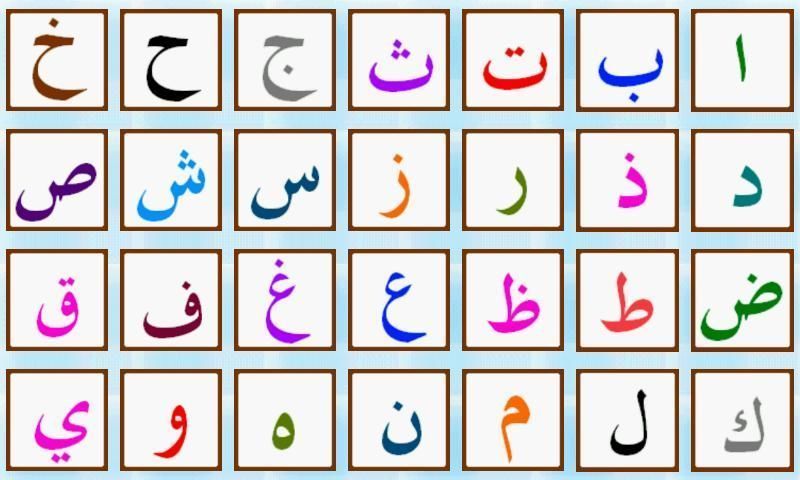 ا ب ت ث ج ح خ
د ذ ر ز س ش ص
ض ط ظ ع غ ف ق
ك ل م ن ه و ي